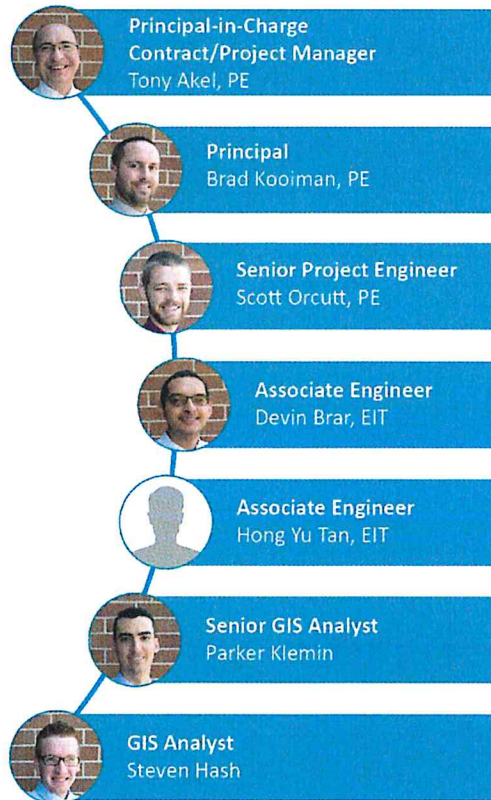 Principal-in-Charge
Contract/Project Manager
Tony Akel, PE
Principal
Brad Kooiman, PE
Senior Project Engineer
Scott Orcutt, PE
Associate Engineer
Devin Brar, EIT
Associate Engineer
Hong Yu Tan, EIT
Senior GIS Analyst
Parker Klemin
GIS Analyst
Steven Hash